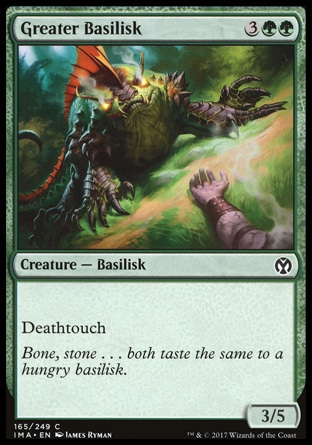 Greater Basilisk 3
Creature — Basilisk
Deathtouch
Bone, stone . . . both taste the same to a
hungry basilisk.
3/5
165/249 C
IMA • EN James Ryman
™ & © 2017 Wizards of the Coast